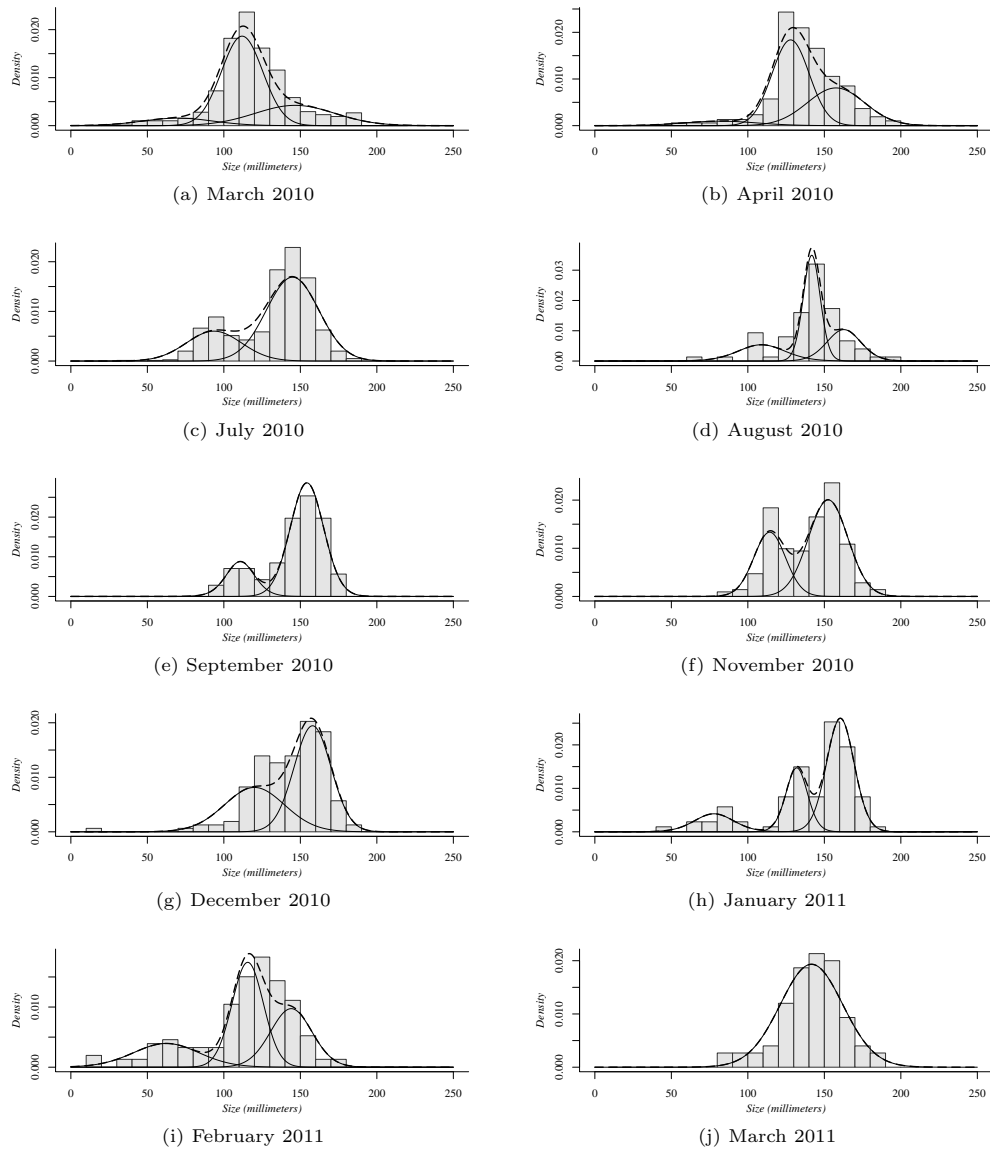 Density
0.000 0.010 0.020
0 50 100 150 200 250
Size (millimeters)
(a) March 2010
Density
0.000 0.010 0.020
0 50 100 150 200 250
Size (millimeters)
(b) April 2010
Density
0.000 0.010 0.020
0 50 100 150 200 250
Size (millimeters)
(c) July 2010
Density
0.00 0.01 0.02 0.03
0 50 100 150 200 250
Size (millimeters)
(d) August 2010
Density
0.000 0.010 0.020
0 50 100 150 200 250
Size (millimeters)
(e) September 2010
Density
0.000 0.010 0.020
0 50 100 150 200 250
Size (millimeters)
(f) November 2010
Density
0.000 0.010 0.020
0 50 100 150 200 250
Size (millimeters)
(g) December 2010
Density
0.000 0.010 0.020
0 50 100 150 200 250
Size (millimeters)
(h) January 2011
Density
0.000 0.010
0 50 100 150 200 250
Size (millimeters)
(i) February 2011
Density
0.000 0.010 0.020
0 50 100 150 200 250
Size (millimeters)
(j) March 2011